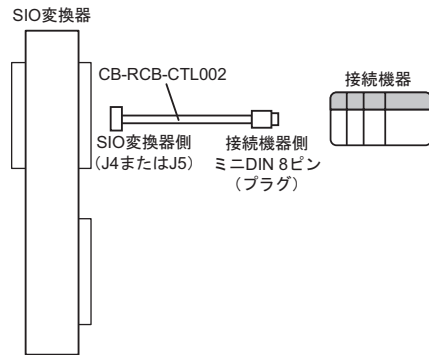 SIO変換器
CB-RCB-CTL002
接続機器
SIO変換器側
（J4またはJ5）
接続機器側
ミニDIN 8ピン
（プラグ）